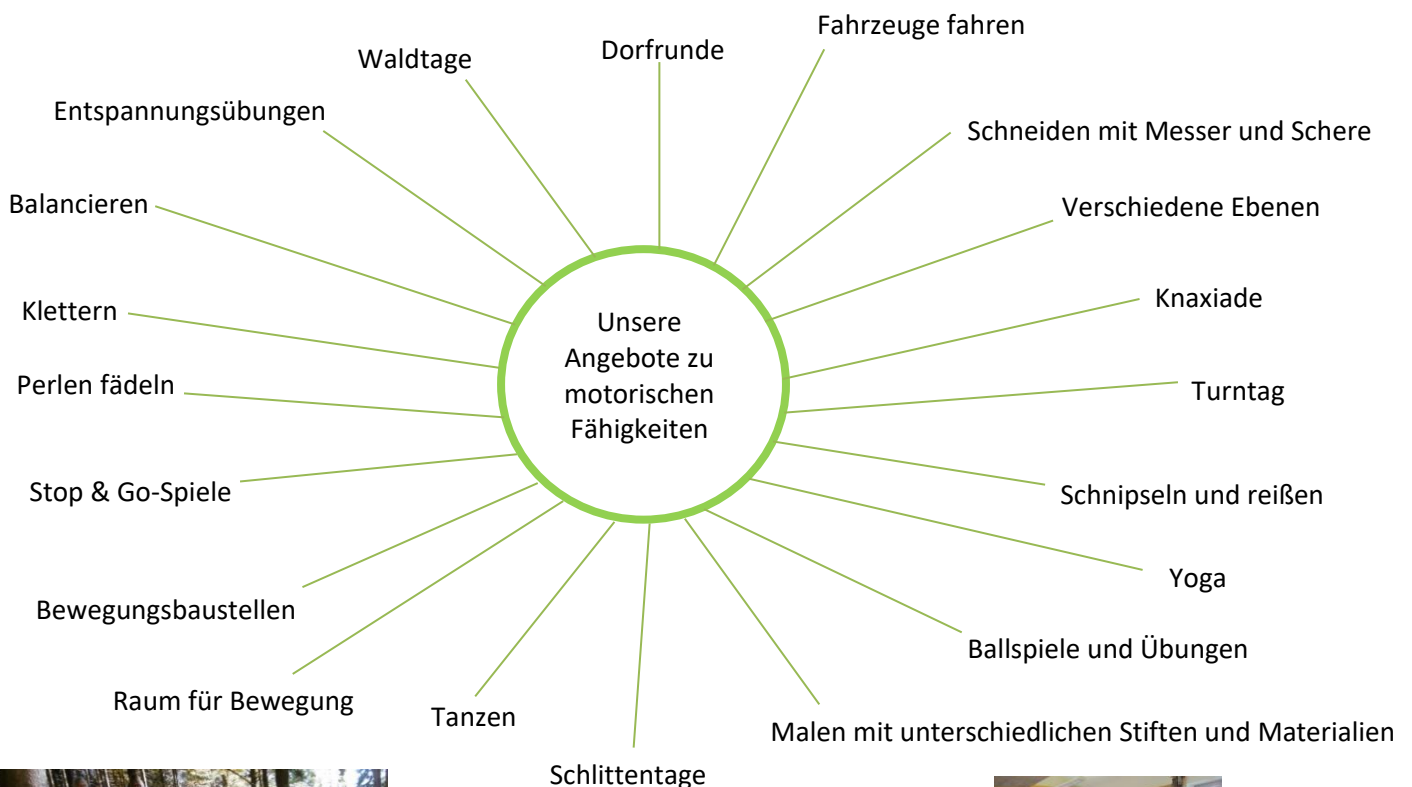 Fahrzeuge fahren
Dorfrunde
Waldtage
Entspannungsübungen
Schneiden mit Messer und Schere
Balancieren
Verschiedene Ebenen
Klettern
Knaxiade
Unsere
Angebote zu
motorischen
Fähigkeiten
Perlen fädeln
Turntag
Stop & Go-Spiele
Schnipseln und reißen
Bewegungsbaustellen
Yoga
Ballspiele und Übungen
Raum für Bewegung
Tanzen
Malen mit unterschiedlichen Stiften und Materialien
Schlittentage